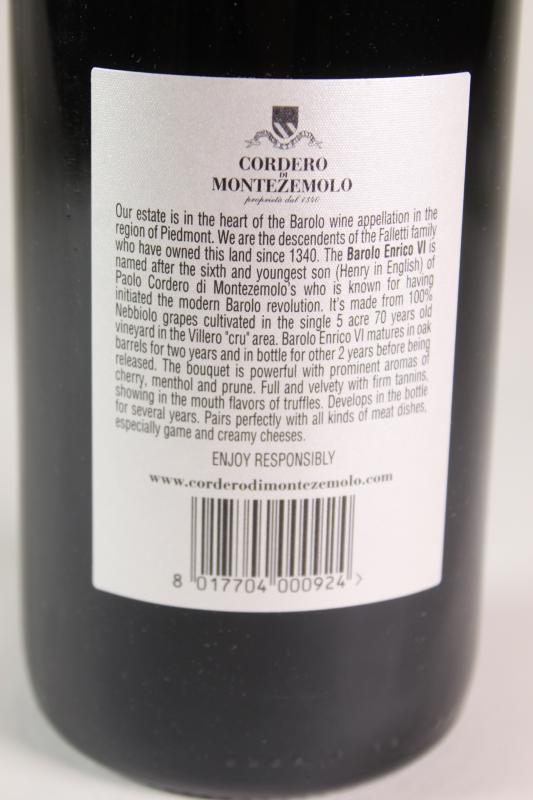 CORDERO
DI
MONTEZEMOLO
proprietà dal 1340
Our estate is in the heart of the Barolo wine appellation in the
region of Piedmont. We are the descendents of the Falletti family
who have owned this land since 1340. The Barolo Enrico VI is
named after the sixth and youngest son (Henry in English) of
Paolo Cordero di Montezemolo's who is known for having
initiated the modern Barolo revolution. It's made from 100%
Nebbiolo grapes cultivated in the single 5 acre 70 years old
vineyard in the Villero "cru" area. Barolo Enrico VI matures in oak
barrels for two years and in bottle for other 2 years before being
released. The bouquet is powerful with prominent aromas of
cherry, menthol and prune. Full and velvety with firm tannins,
showing in the mouth flavors of truffles. Develops in the bottle
for several years. Pairs perfectly with all kinds of meat dishes,
especially game and creamy cheeses.
ENJOY RESPONSIBLY
www.corderodimontezemolo.com
8 017704 000924 >